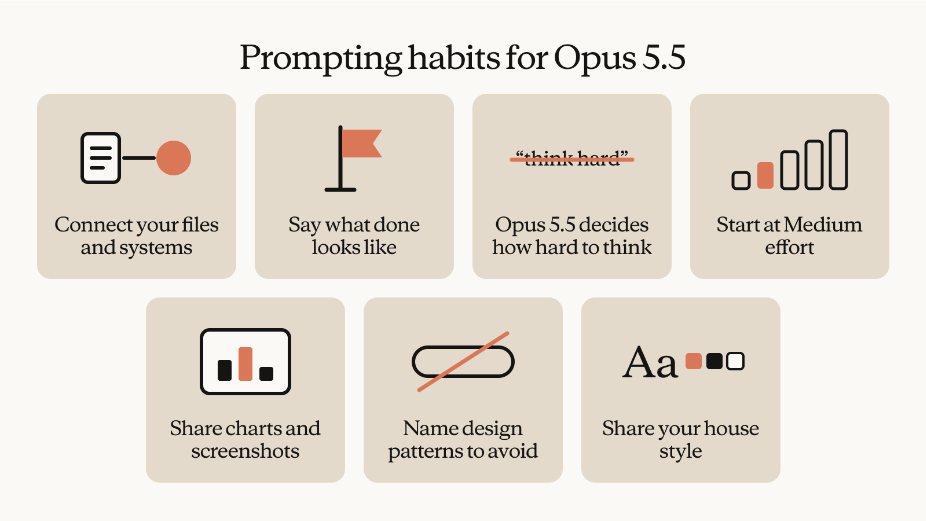 Prompting habits for Opus 5.5
Connect your files
and systems
Say what done
looks like
“think hard”
Opus 5.5 decides
how hard to think
Start at Medium
effort
Share charts and
screenshots
Name design
patterns to avoid
Aa
Share your house
style